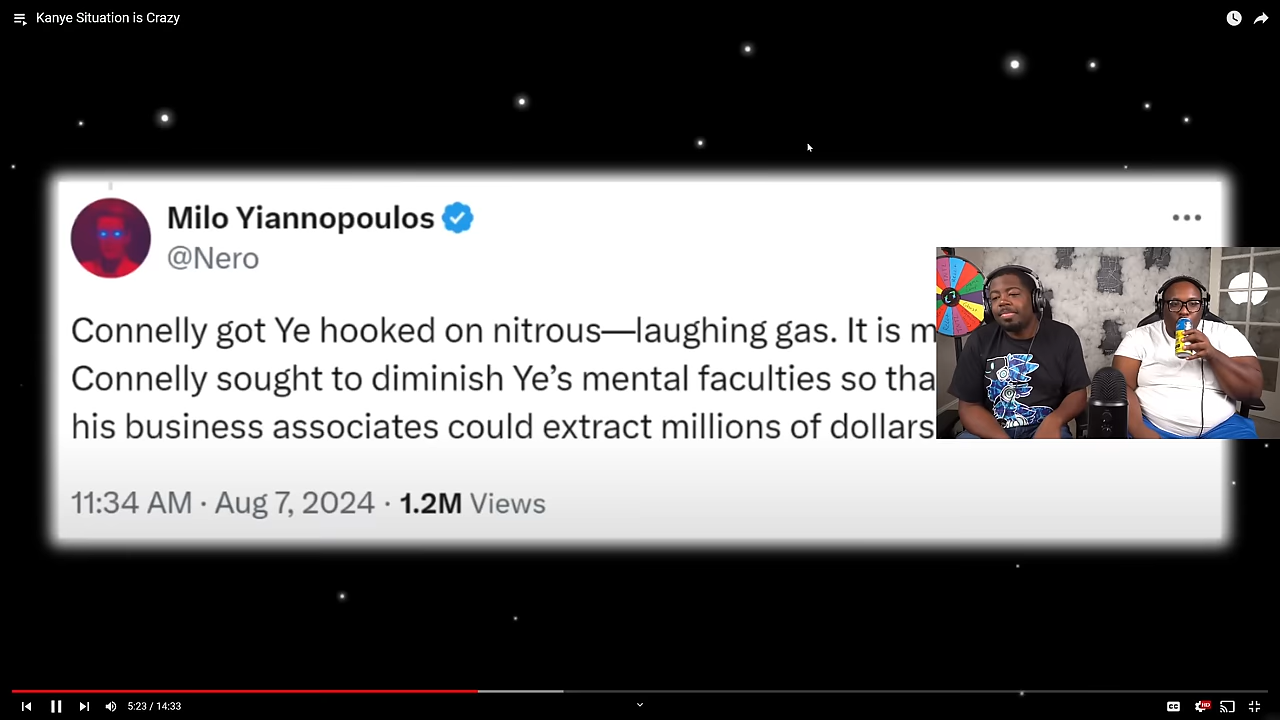 Kanye Situation is Crazy
Milo Yiannopoulos
@Nero
Connelly got Ye hooked on nitrous—laughing gas. It is
Connelly sought to diminish Ye’s mental faculties so
his business associates could extract millions of dollars
11:34 AM · Aug 7, 2024 · 1.2M Views
5:23 / 14:33
CC
HD